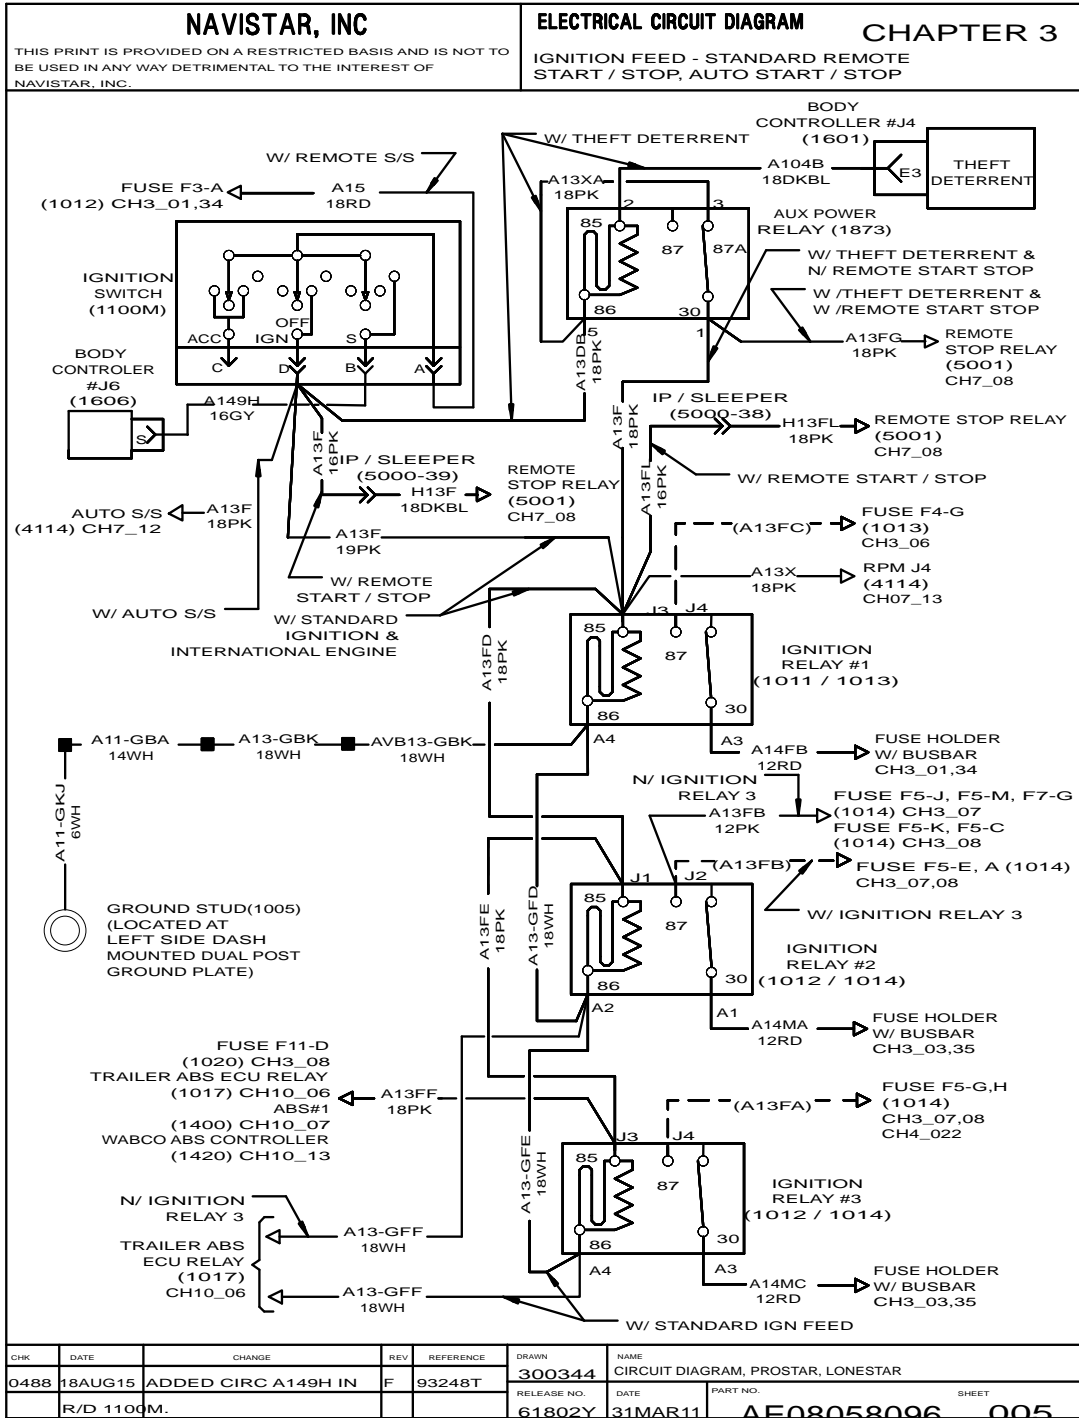 NAVISTAR, INC
THIS PRINT IS PROVIDED ON A RESTRICTED BASIS AND IS NOT TO
BE USED IN ANY WAY DETRIMENTAL TO THE INTEREST OF
NAVISTAR, INC.
ELECTRICAL CIRCUIT DIAGRAM
CHAPTER 3
IGNITION FEED - STANDARD REMOTE
START / STOP, AUTO START / STOP
BODY
CONTROLLER #J4
(1601)
W/ THEFT DETERRENT
W/ REMOTE S/S
A104B
18DKBL
E3
THEFT
DETERRENT
FUSE F3-A
(1012) CH3_01,34
A15
18RD
A13XA
18PK
2
3
85
87
87A
86
30
5
1
AUX POWER
RELAY (1873)
W/ THEFT DETERRENT &
N/ REMOTE START STOP
W /THEFT DETERRENT &
W /REMOTE START STOP
A13FG
18PK
REMOTE
STOP RELAY
(5001)
CH7_08
IGNITION
SWITCH
(1100M)
OFF
ACC
IGN
S
C
D
B
A
A13DB
18PK
BODY
CONTROLER
#J6
(1606)
S
A149H
16GY
A13F
16PK
A13F
18PK
IP / SLEEPER
(5000-38)
H13FL
18PK
REMOTE STOP RELAY
(5001)
CH7_08
A13FL
16PK
W/ REMOTE START / STOP
IP / SLEEPER
(5000-39)
H13F
18DKBL
REMOTE
STOP RELAY
(5001)
CH7_08
AUTO S/S
(4114) CH7_12
A13F
18PK
A13F
19PK
(A13FC)
FUSE F4-G
(1013)
CH3_06
A13X
18PK
RPM J4
(4114)
CH07_13
W/ AUTO S/S
W/ REMOTE
START / STOP
W/ STANDARD
IGNITION &
INTERNATIONAL ENGINE
A13FD
18PK
J3
J4
85
87
86
30
A4
A3
IGNITION
RELAY #1
(1011 / 1013)
A11-GBA
14WH
A13-GBK
18WH
AVB13-GBK
18WH
A14FB
12RD
FUSE HOLDER
W/ BUSBAR
CH3_01,34
N/ IGNITION
RELAY 3
A13FB
12PK
FUSE F5-J, F5-M, F7-G
(1014) CH3_07
FUSE F5-K, F5-C
(1014) CH3_08
A11-GKJ
6WH
(A13FB)
FUSE F5-E, A (1014)
CH3_07,08
W/ IGNITION RELAY 3
GROUND STUD(1005)
(LOCATED AT
LEFT SIDE DASH
MOUNTED DUAL POST
GROUND PLATE)
A13FE
18PK
A13-GFD
18WH
J1
J2
85
87
86
30
A2
A1
IGNITION
RELAY #2
(1012 / 1014)
A14MA
12RD
FUSE HOLDER
W/ BUSBAR
CH3_03,35
FUSE F11-D
(1020) CH3_08
TRAILER ABS ECU RELAY
(1017) CH10_06
ABS#1
(1400) CH10_07
WABCO ABS CONTROLLER
(1420) CH10_13
A13FF
18PK
(A13FA)
FUSE F5-G,H
(1014)
CH3_07,08
CH4_022
A13-GFE
18WH
J3
J4
85
87
86
30
A4
A3
IGNITION
RELAY #3
(1012 / 1014)
N/ IGNITION
RELAY 3
A13-GFF
18WH
TRAILER ABS
ECU RELAY
(1017)
CH10_06
A13-GFF
18WH
A14MC
12RD
FUSE HOLDER
W/ BUSBAR
CH3_03,35
W/ STANDARD IGN FEED
CHK DATE CHANGE REV REFERENCE
0488 18AUG15 ADDED CIRC A149H IN F 93248T
R/D 1100M.
DRAWN
300344
NAME
CIRCUIT DIAGRAM, PROSTAR, LONESTAR
RELEASE NO.
61802Y
DATE
31MAR11
PART NO.
AE08058096
SHEET
005